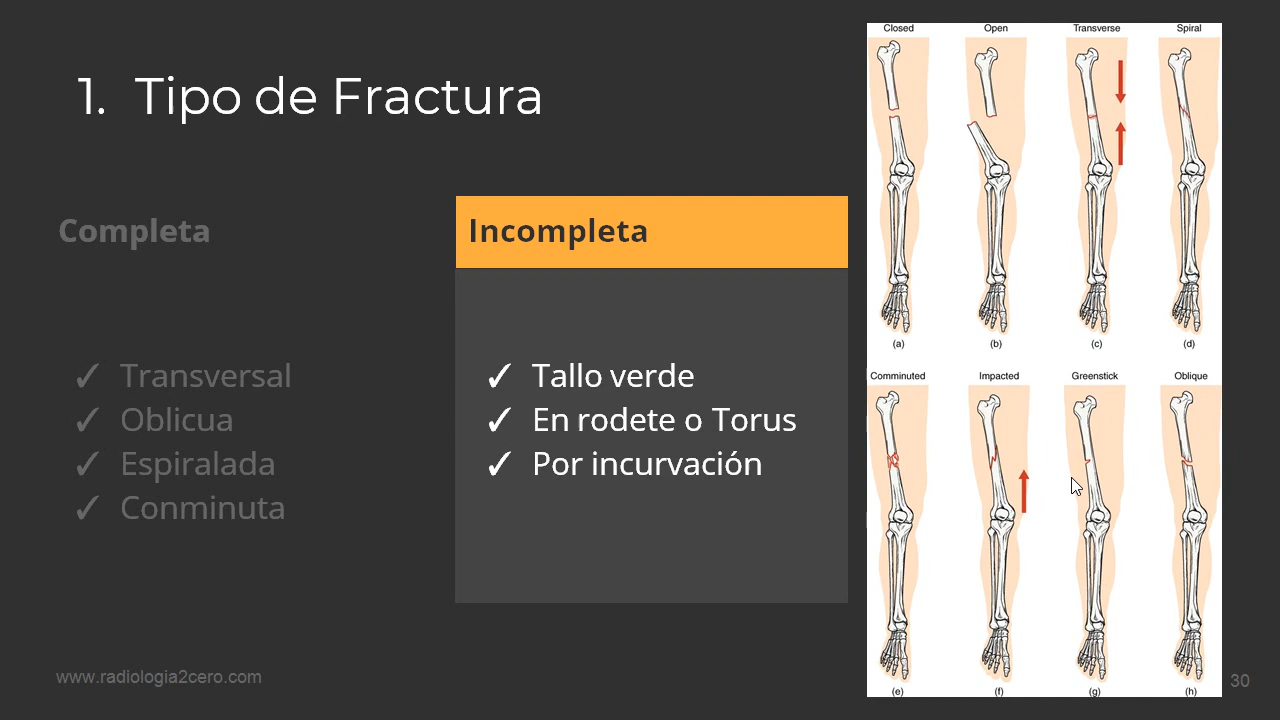 1. Tipo de Fractura
Completa
✓ Transversal
✓ Oblicua
✓ Espiralada
✓ Conminuta
Incompleta
✓ Tallo verde
✓ En rodete o Torus
✓ Por incurvación
Closed Open Transverse Spiral
(a) (b) (c) (d)
Comminuted Impacted Greenstick Oblique
(e) (f) (g) (h)
www.radiologia2cero.com
30